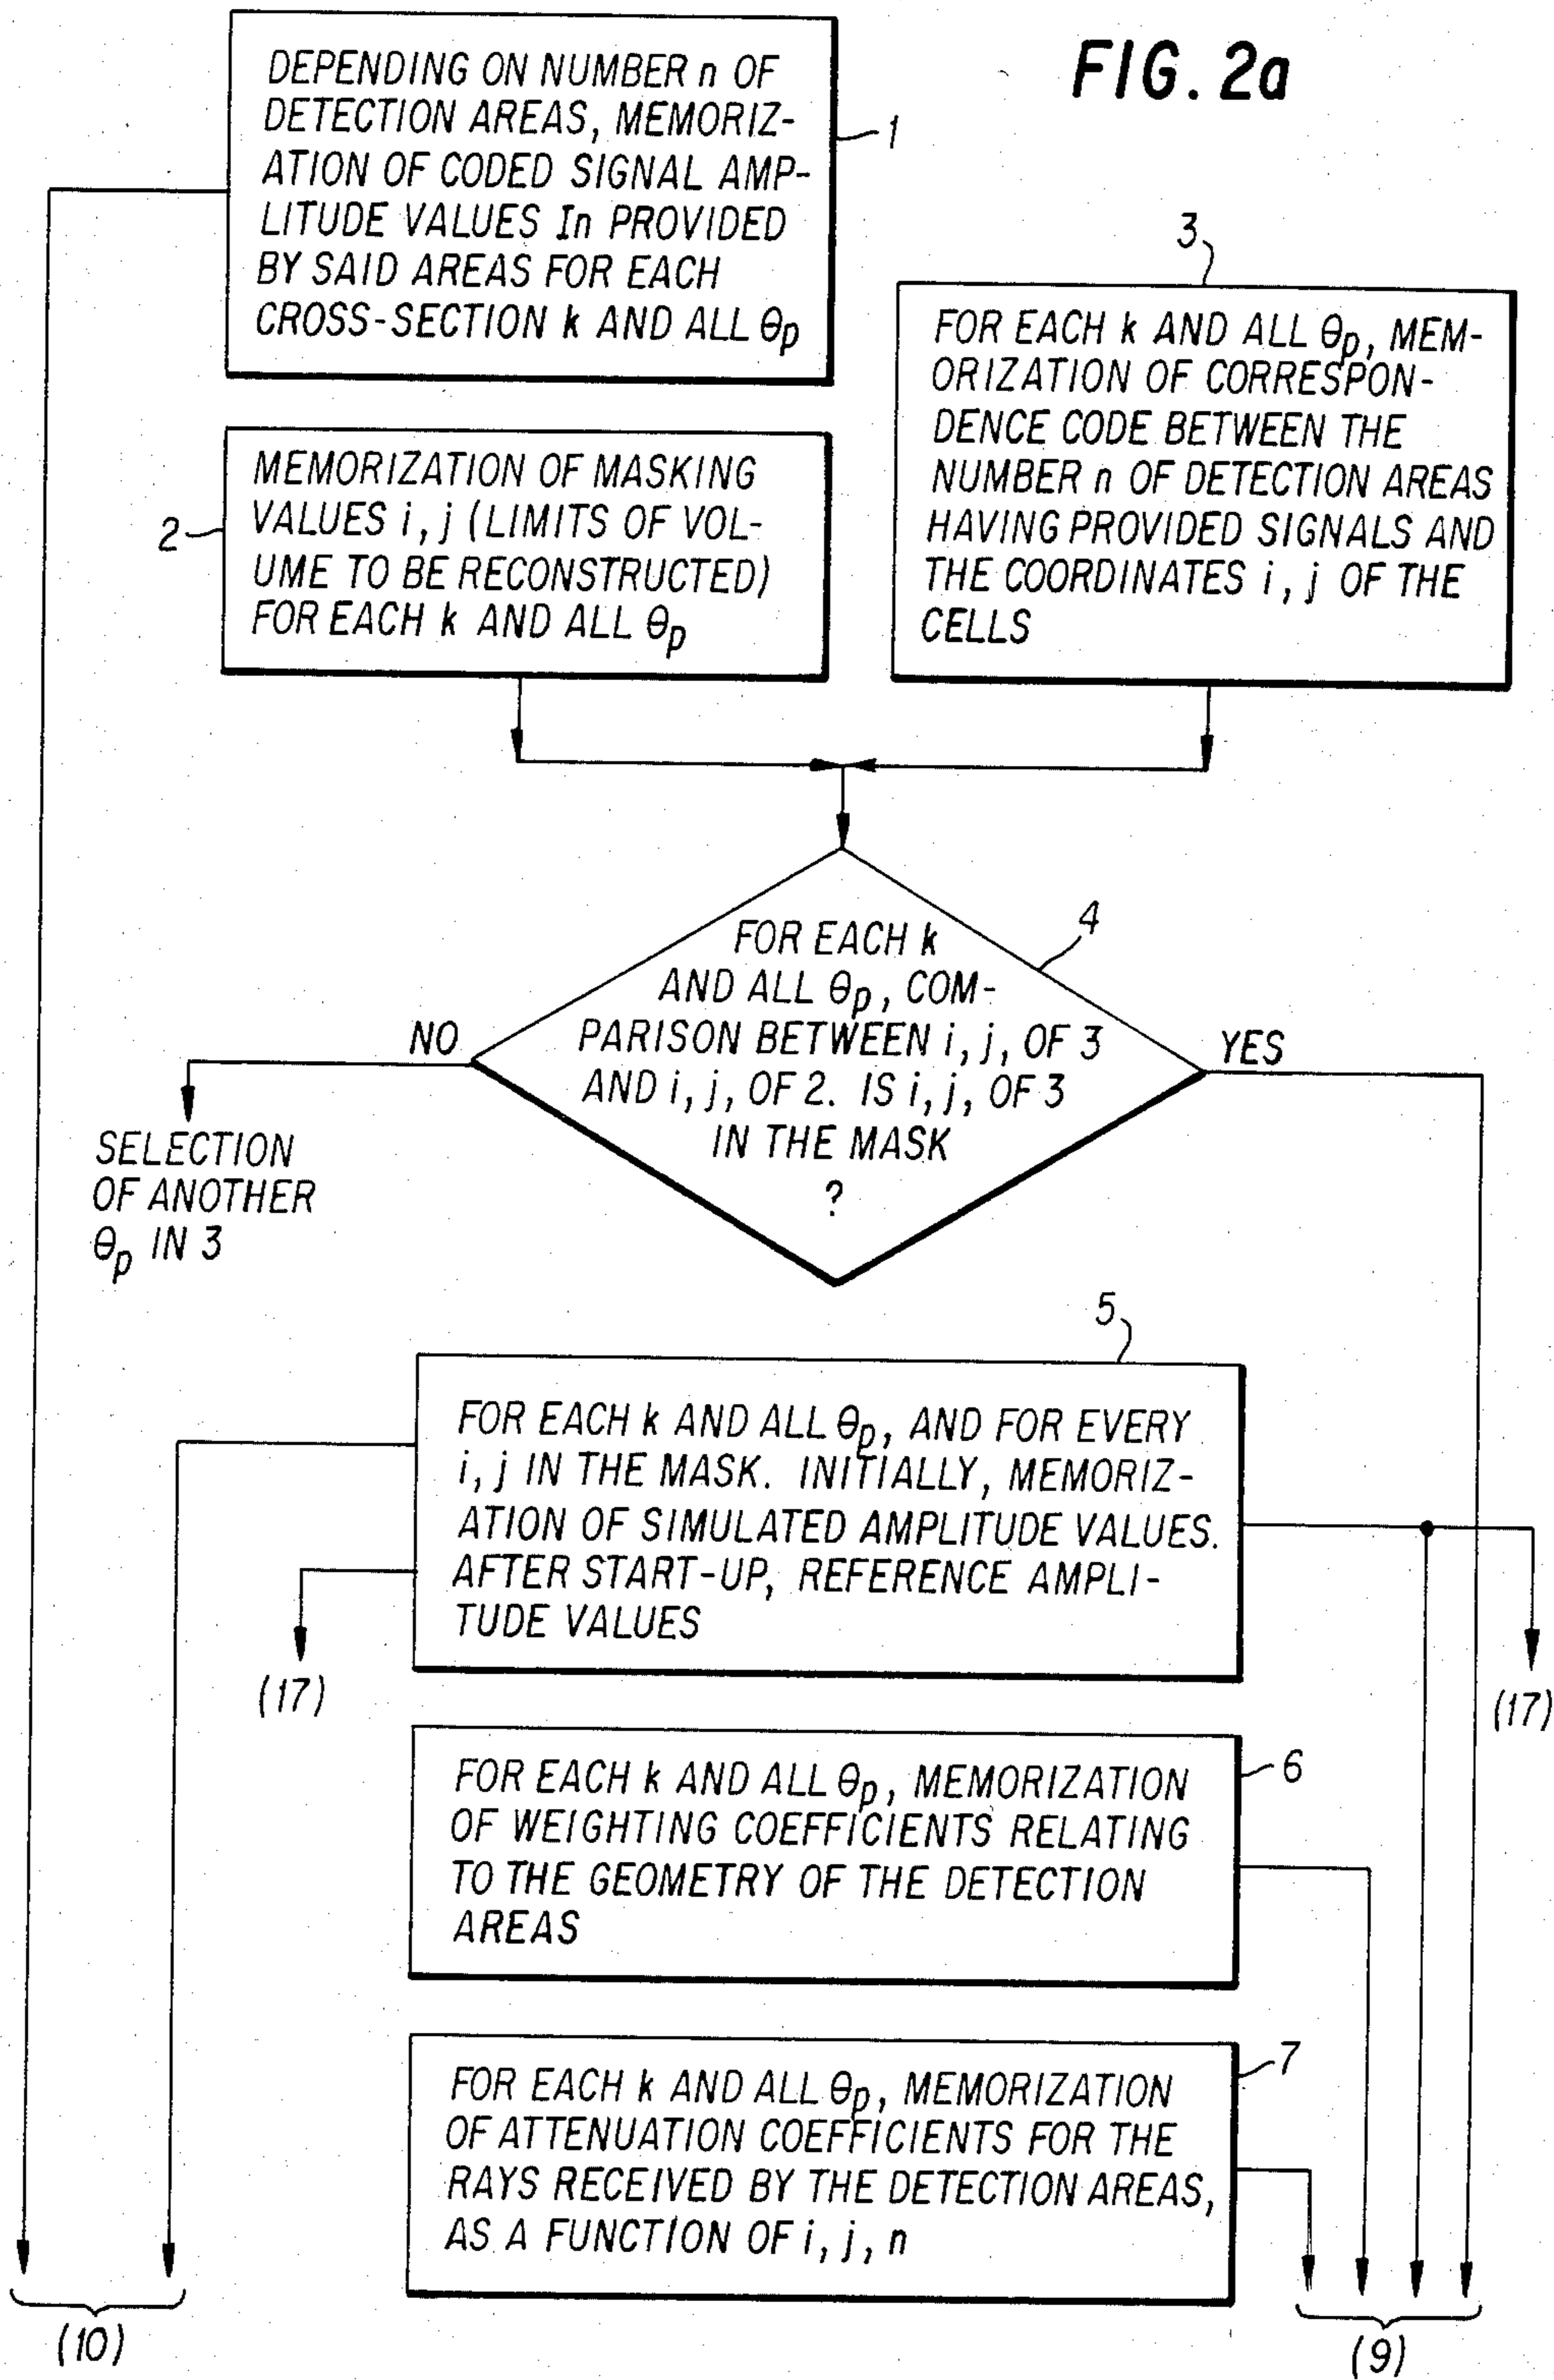 FIG. 2a
DEPENDING ON NUMBER n OF
DETECTION AREAS, MEMORIZ-
ATION OF CODED SIGNAL AMP-
LITUDE VALUES In PROVIDED
BY SAID AREAS FOR EACH
CROSS-SECTION k AND ALL θp
1
MEMORIZATION OF MASKING
VALUES i, j (LIMITS OF VOL-
UME TO BE RECONSTRUCTED)
FOR EACH k AND ALL θp
2
3
FOR EACH k AND ALL θp, MEM-
ORIZATION OF CORRESPON-
DENCE CODE BETWEEN THE
NUMBER n OF DETECTION AREAS
HAVING PROVIDED SIGNALS AND
THE COORDINATES i, j OF THE
CELLS
4
FOR EACH k
AND ALL θp, COM-
PARISON BETWEEN i, j, OF 3
AND i, j, OF 2. IS i, j, OF 3
IN THE MASK
?
NO
YES
SELECTION
OF ANOTHER
θp IN 3
5
FOR EACH k AND ALL θp, AND FOR EVERY
i, j IN THE MASK. INITIALLY, MEMORIZ-
ATION OF SIMULATED AMPLITUDE VALUES.
AFTER START-UP, REFERENCE AMPLI-
TUDE VALUES
(17)
(17)
6
FOR EACH k AND ALL θp, MEMORIZATION
OF WEIGHTING COEFFICIENTS RELATING
TO THE GEOMETRY OF THE DETECTION
AREAS
7
FOR EACH k AND ALL θp, MEMORIZATION
OF ATTENUATION COEFFICIENTS FOR THE
RAYS RECEIVED BY THE DETECTION AREAS,
AS A FUNCTION OF i, j, n
(10)
(9)